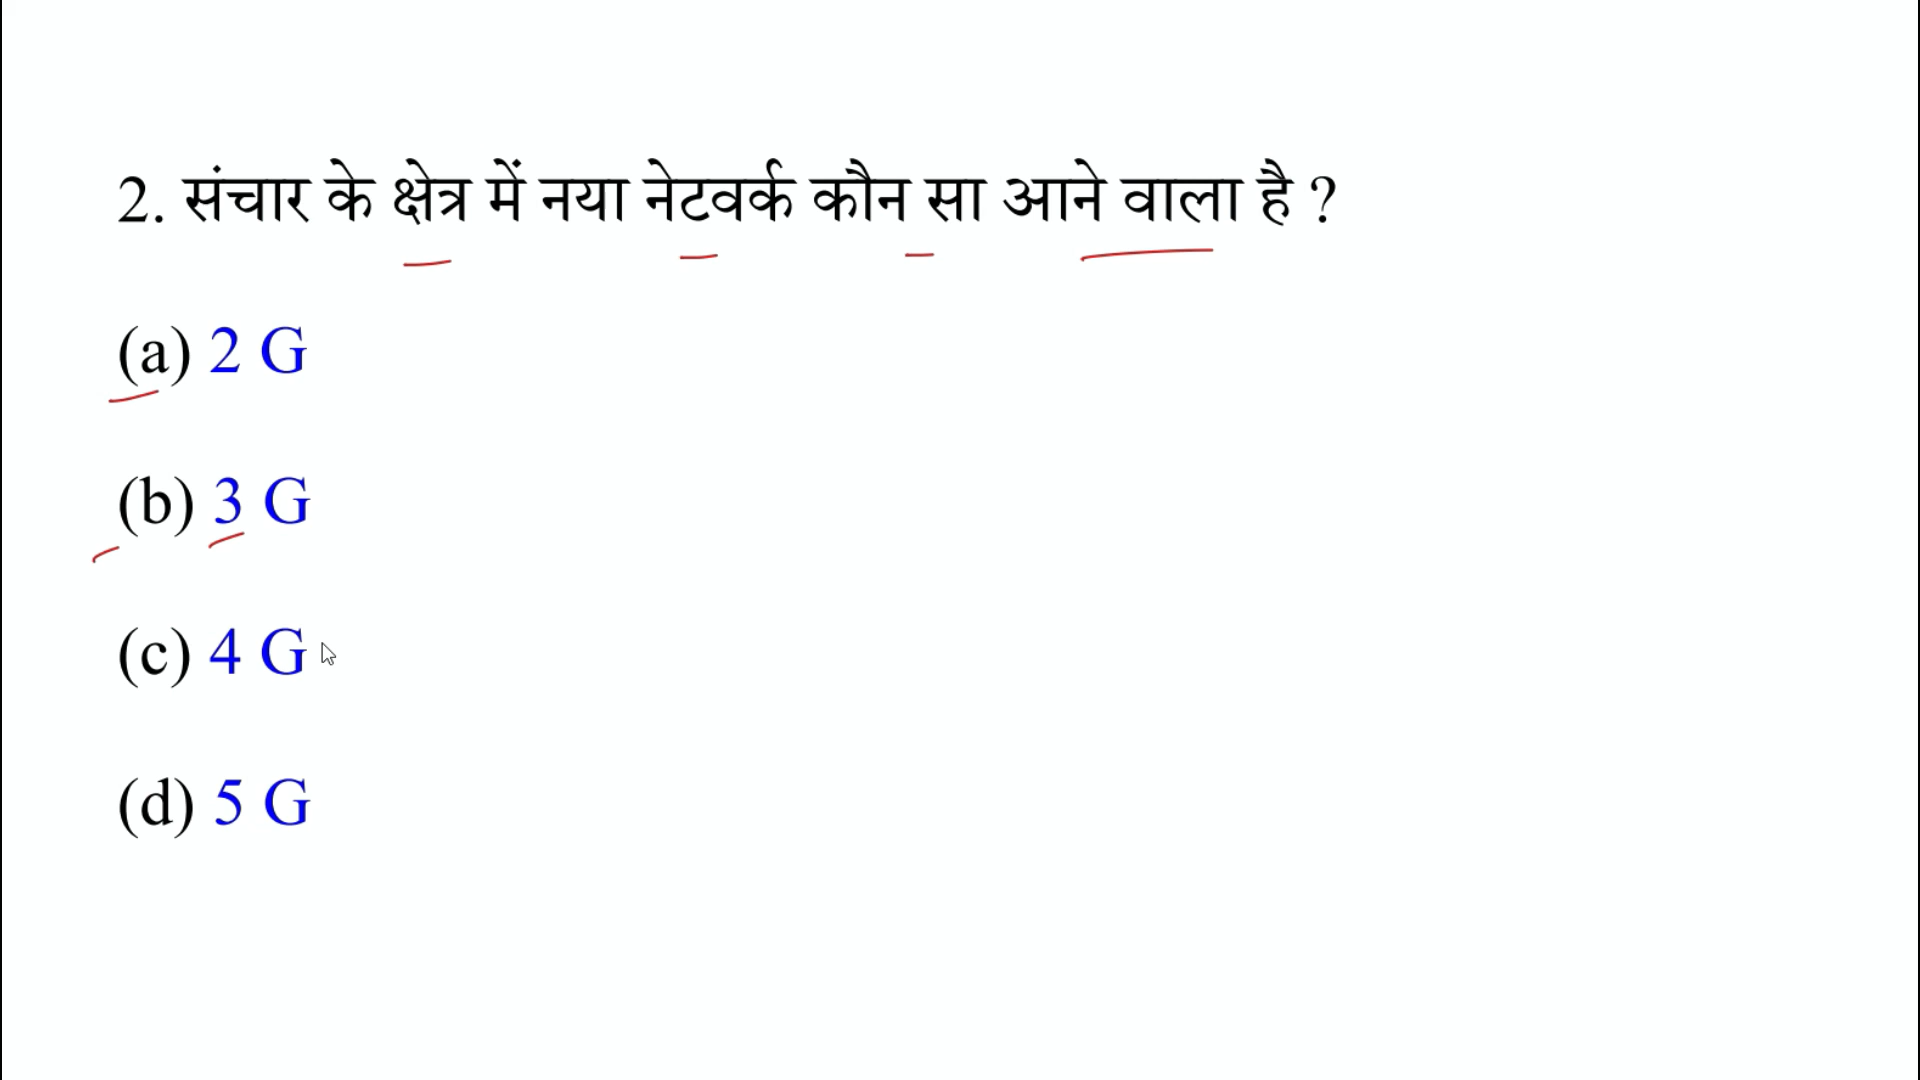 2. संचार के क्षेत्र में नया नेटवर्क कौन सा आने वाला है ?
(a) 2 G
(b) 3 G
(c) 4 G
(d) 5 G